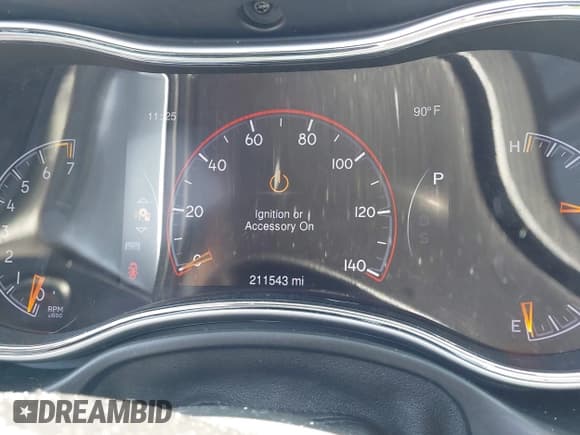 11:25
90° F
60
80
40
100
20
120
0
140
Ignition or
Accessory On
211543 mi
7
6
5
4
3
2
1
0
RPM
x1000
H
E
P
R
N
D
S
DREAMBID